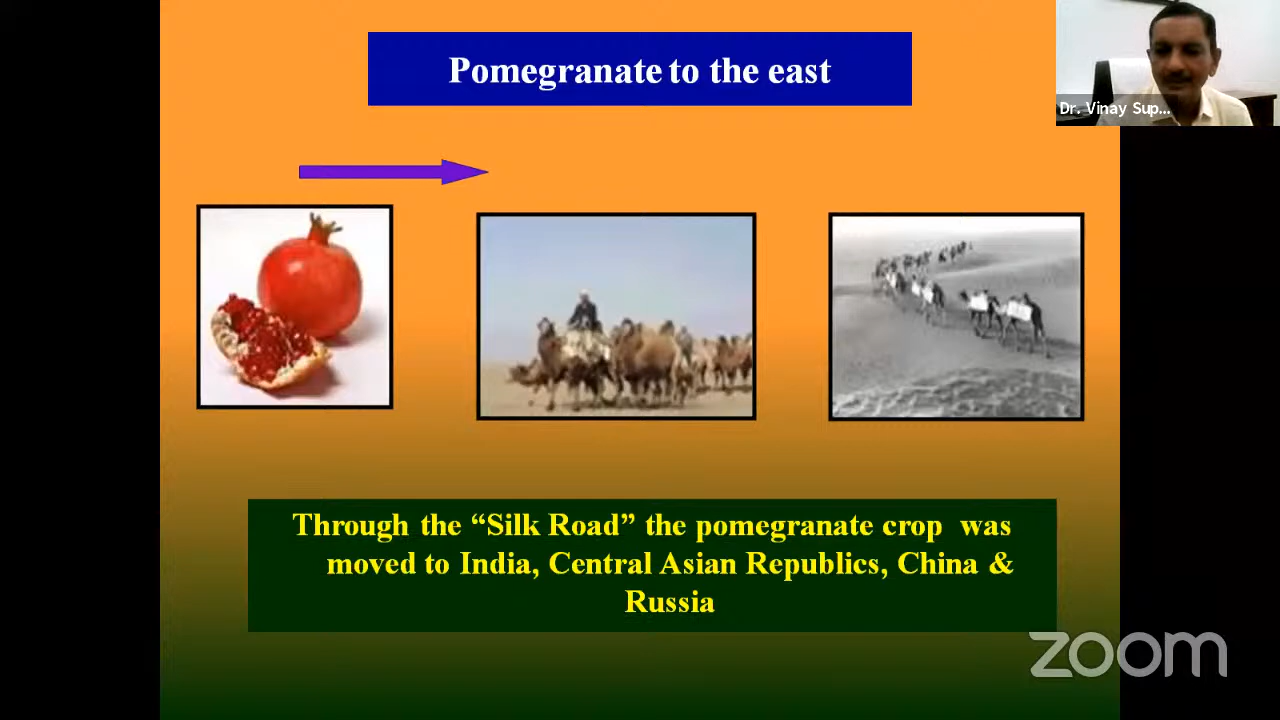 Pomegranate to the east
Dr. Vinay Sup...
Through the “Silk Road” the pomegranate crop was
moved to India, Central Asian Republics, China &
Russia
zoom